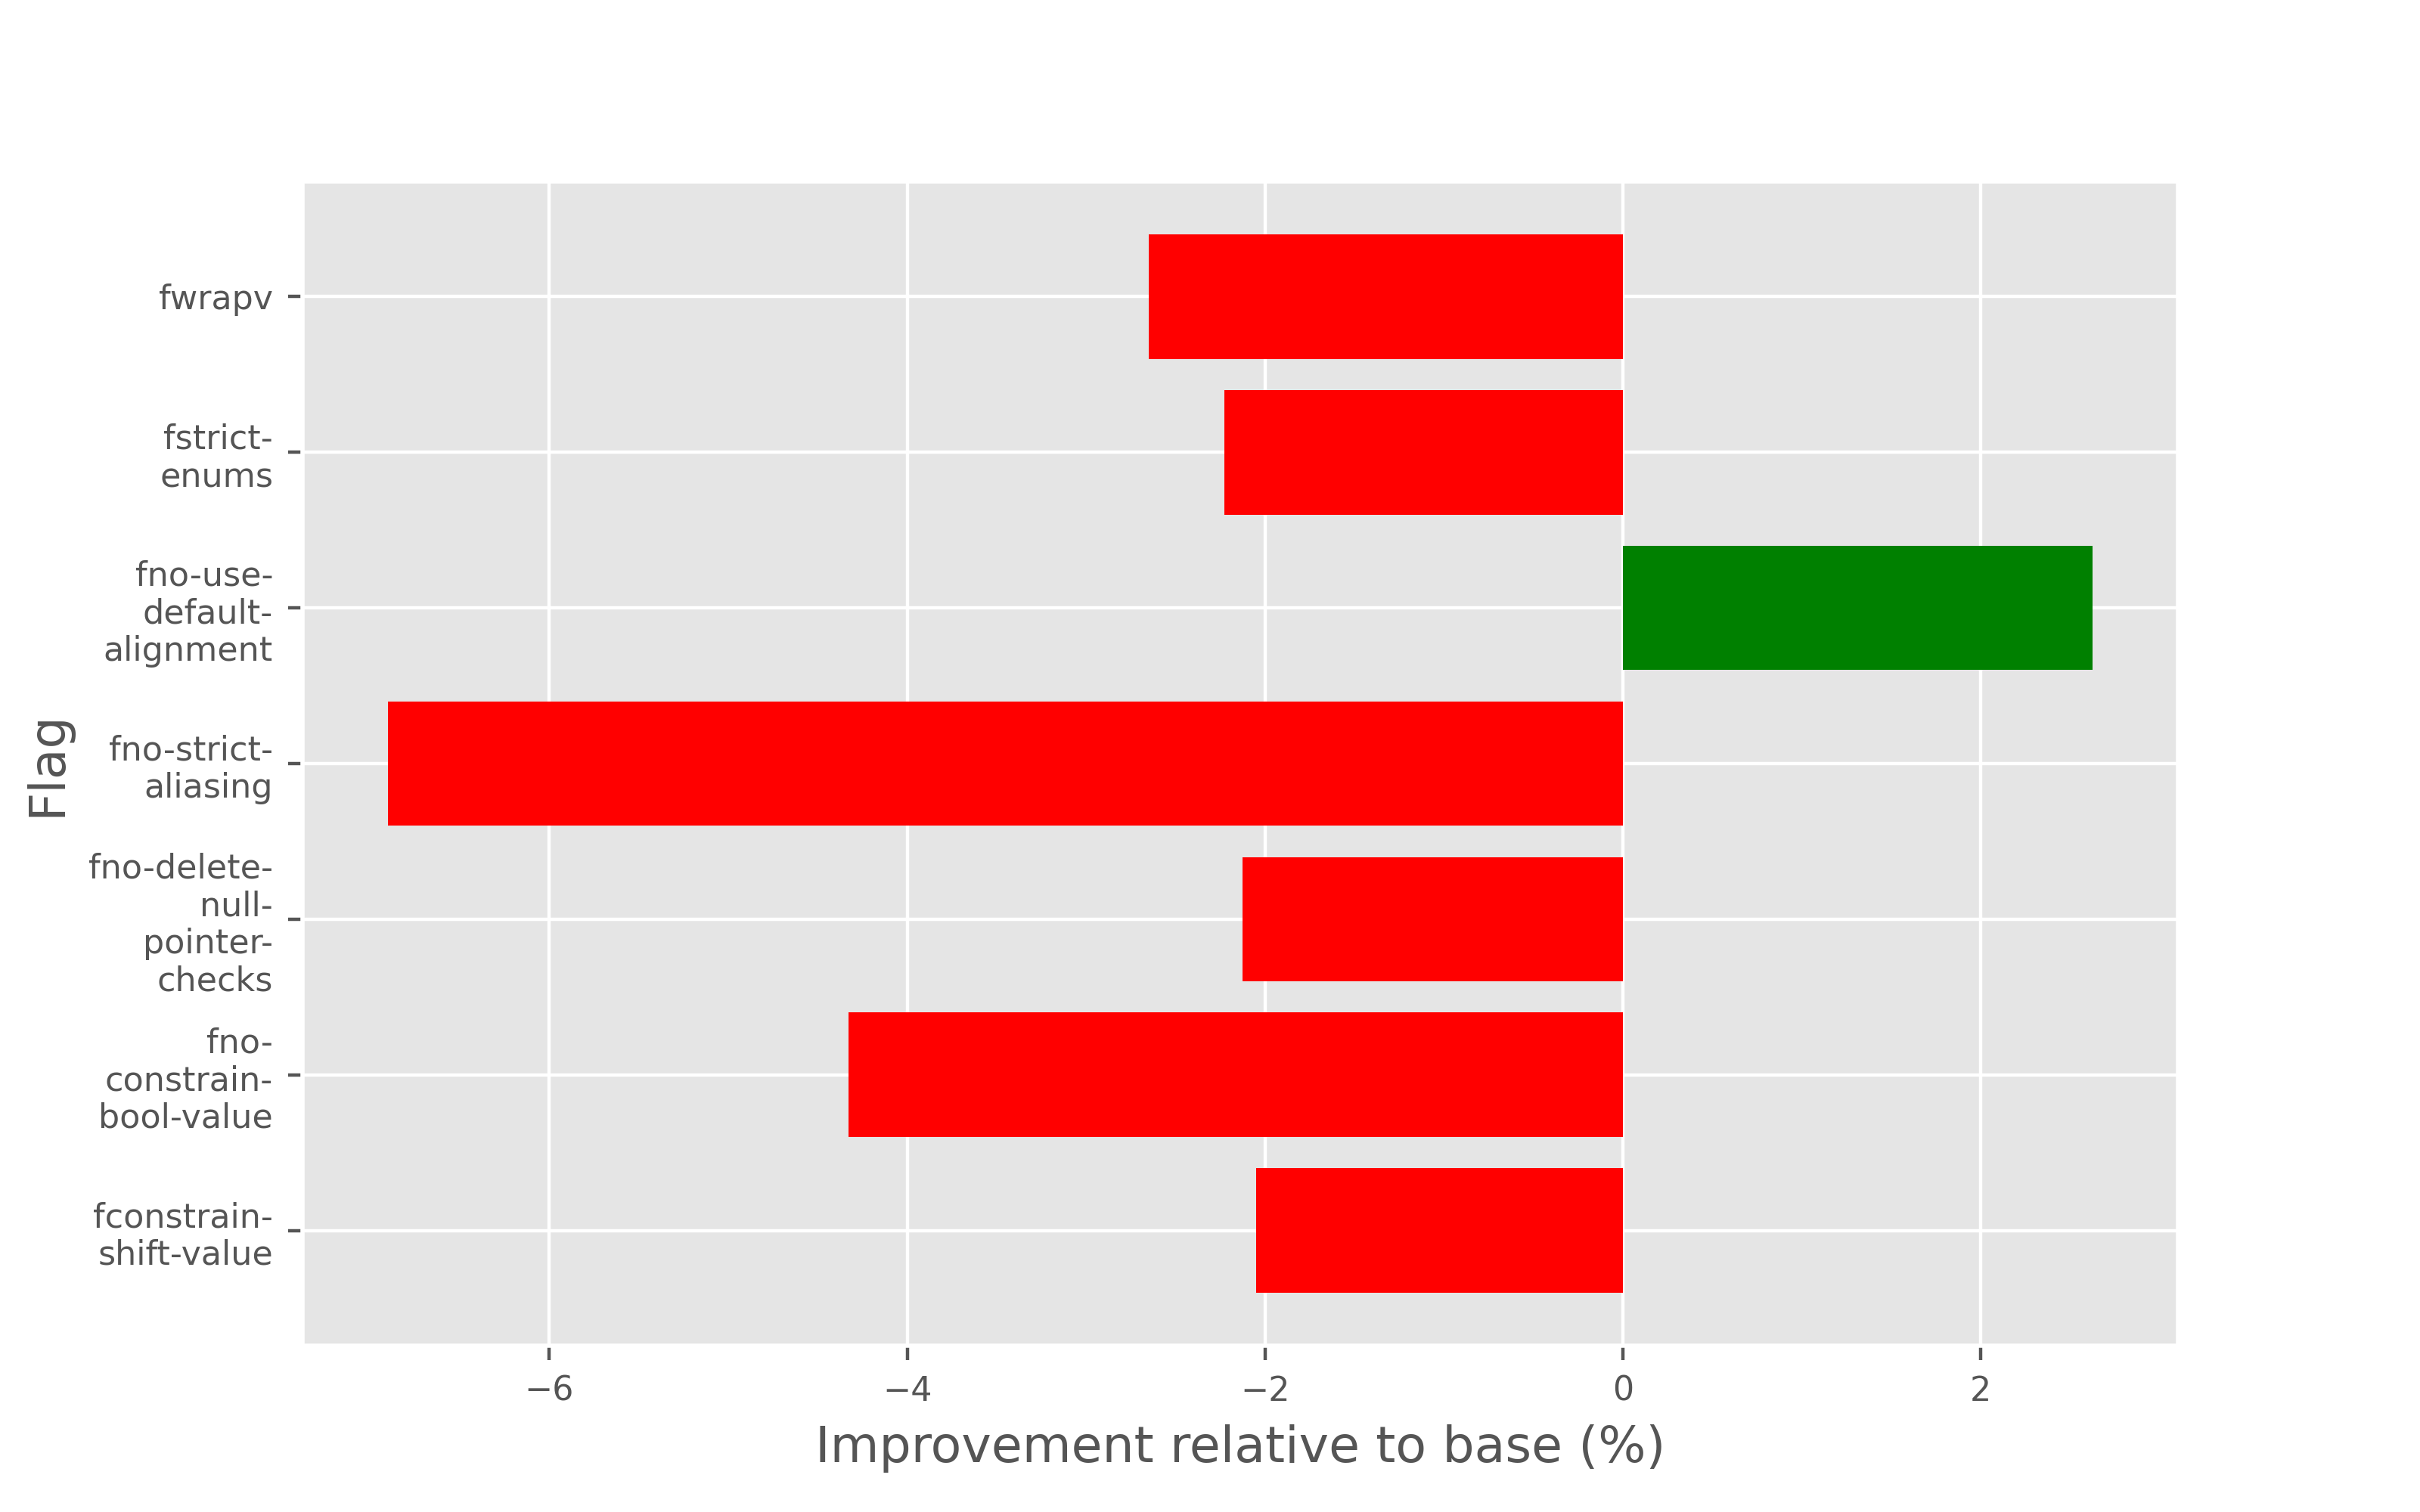 fwrapv
fstrict-
enums
fno-use-
default-
alignment
fno-strict-
aliasing
fno-delete-
null-
pointer-
checks
fno-
constrain-
bool-value
fconstrain-
shift-value
Flag
−6 −4 −2 0 2
Improvement relative to base (%)